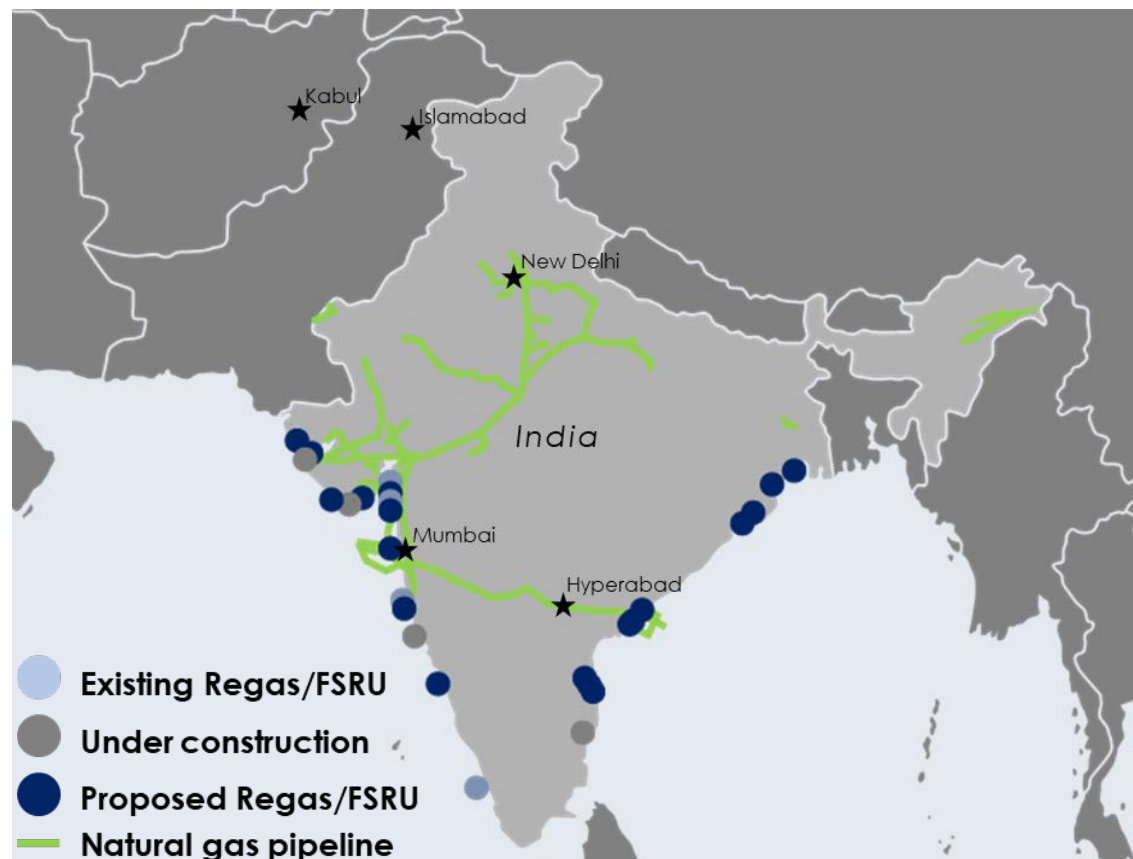 Kabul
Islamabad
New Delhi
India
Mumbai
Hyperabad
Existing Regas/FSRU
Under construction
Proposed Regas/FSRU
Natural gas pipeline